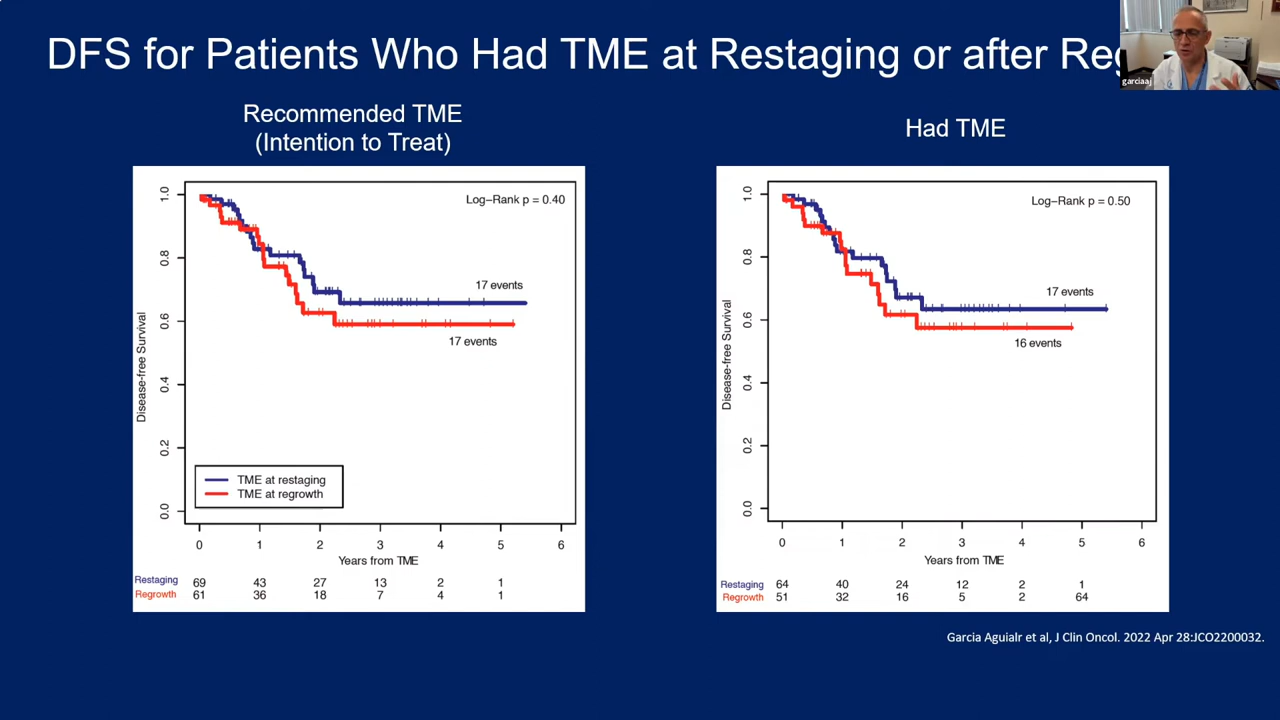 DFS for Patients Who Had TME at Restaging or after Reg
garciaaj
Recommended TME
(Intention to Treat)
Log-Rank p = 0.40
17 events
17 events
Disease-free Survival
1.0
0.8
0.6
0.4
0.2
0.0
TME at restaging
TME at regrowth
0 1 2 3 4 5 6
Years from TME
Restaging 69 43 27 13 2 1
Regrowth 61 36 18 7 4 1
Had TME
Log-Rank p = 0.50
17 events
16 events
Disease-free Survival
1.0
0.8
0.6
0.4
0.2
0.0
0 1 2 3 4 5 6
Years from TME
Restaging 64 40 24 12 2 1
Regrowth 51 32 16 5 2 64
Garcia Aguialr et al, J Clin Oncol. 2022 Apr 28:JCO2200032.